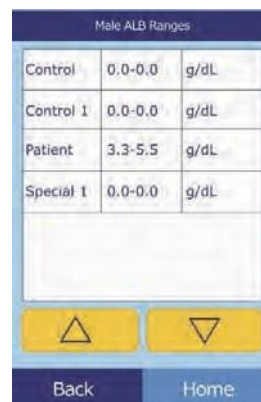 Male ALB Ranges
Control 0.0-0.0 g/dL
Control 1 0.0-0.0 g/dL
Patient 3.3-5.5 g/dL
Special 1 0.0-0.0 g/dL
Back Home